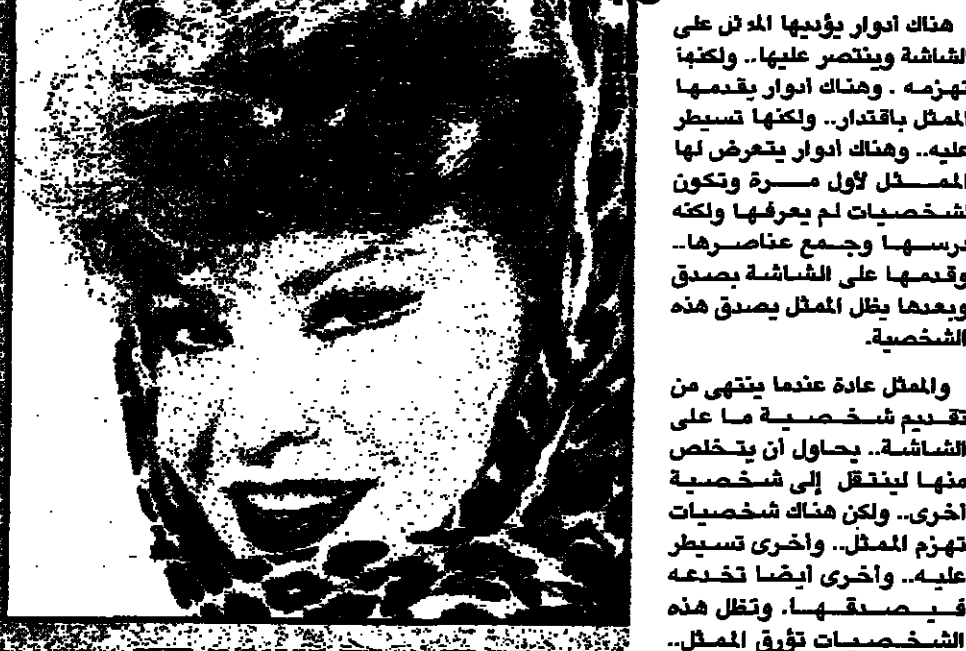 هناك أدوار يؤديها الممثل على
الشاشة وينتصر عليها.. ولكنها
تهزمه . وهناك أدوار يقدمها
الممثل باقتدار.. ولكنها تسيطر
عليه.. وهناك أدوار يتعرض لها
الممثل لأول مرة وتكون
لشخصيات لم يعرفها ولكنه
درسها وجمع عناصرها..
وقدمها على الشاشة بصدق
وبعدها يظل الممثل يصدق هذه
الشخصية.
والممثل عادة عندما ينتهى من
تقديم شخصية ما على
الشاشة.. يحاول أن يتخلص
منها لينتقل إلى شخصية
أخرى.. ولكن هناك شخصيات
تهزم الممثل.. وأخرى تسيطر
عليه.. وأخرى أيضا تخدعه
فيصدقها. وتظل هذه
الشخصيات تؤرق الممثل..